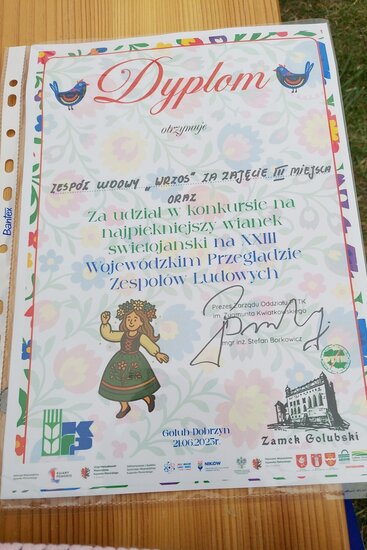 Dyplom
otrzymuje
ZESPÓŁ LUDOWY „WRZOS" ZA ZAJĘCIE III MIEJSCA
ORAZ
Za udział w konkursie na
najpiękniejszy wianek
świętojański na XXIII
Wojewódzkim Przeglądzie
Zespołów Ludowych
Prezes Zarządu Oddziału PTTK
im. Zygmunta Kwiatkowskiego
mgr inż. Stefan Borkowicz
Golub-Dobrzyń
21.06.2025r.
Zamek Golubski
Bantex